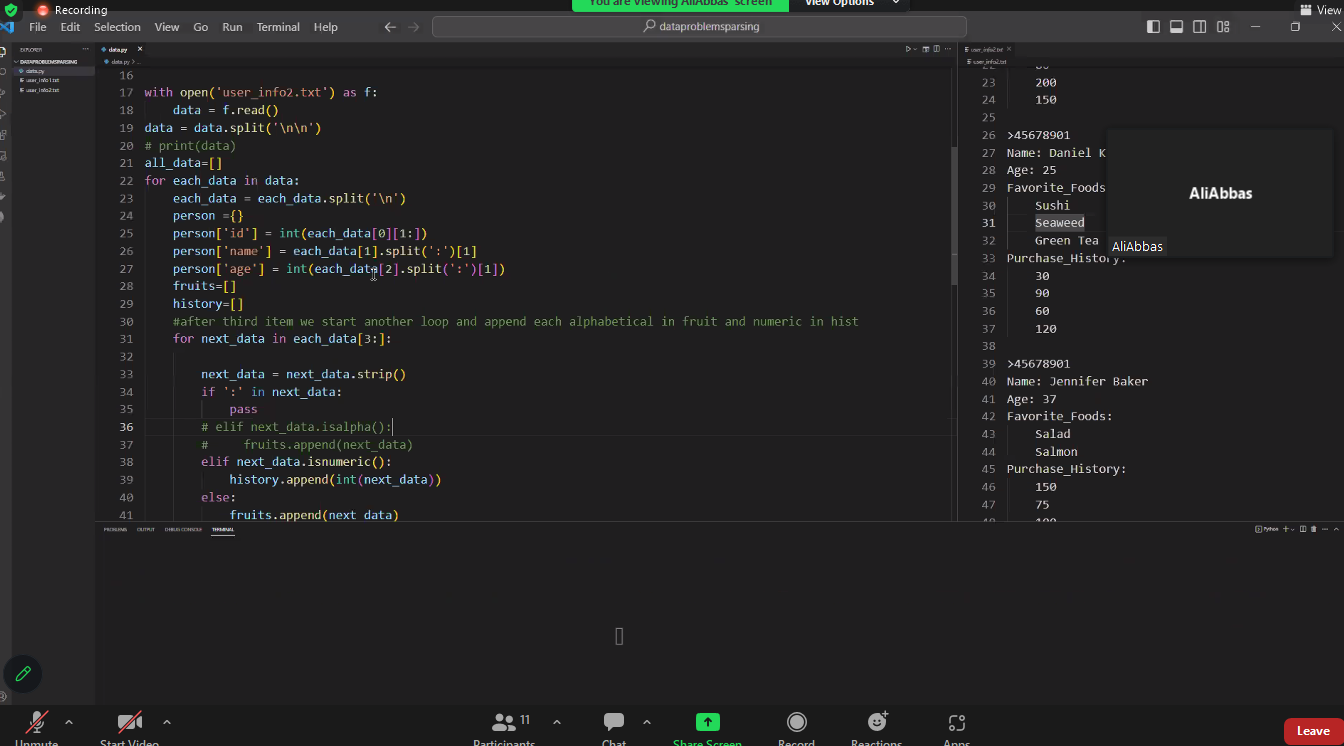 Recording
You are viewing AliAbbas' screen
View Options
View
File Edit Selection View Go Run Terminal Help
dataproblemsparsing
EXPLORER
DATAPROBLEMSPARSING
data.py
user_info1.txt
user_info2.txt
data.py
data.py > ...
16
17 with open('user_info2.txt') as f:
18 data = f.read()
19 data = data.split('\n\n')
20 # print(data)
21 all_data=[]
22 for each_data in data:
23 each_data = each_data.split('\n')
24 person ={}
25 person['id'] = int(each_data[0][1:])
26 person['name'] = each_data[1].split(':')[1]
27 person['age'] = int(each_data[2].split(':')[1])
28 fruits=[]
29 history=[]
30 #after third item we start another loop and append each alphabetical in fruit and numeric in hist
31 for next_data in each_data[3:]:
32
33 next_data = next_data.strip()
34 if ':' in next_data:
35 pass
36 # elif next_data.isalpha():
37 # fruits.append(next_data)
38 elif next_data.isnumeric():
39 history.append(int(next_data))
40 else:
41 fruits.append(next_data)
user_info2.txt
user_info2.txt
23 200
24 150
25
26 >45678901
27 Name: Daniel K
28 Age: 25
29 Favorite_Foods
30 Sushi
31 Seaweed
32 Green Tea
33 Purchase_History:
34 30
35 90
36 60
37 120
38
39 >45678901
40 Name: Jennifer Baker
41 Age: 37
42 Favorite_Foods:
43 Salad
44 Salmon
45 Purchase_History:
46 150
47 75
48 100
AliAbbas
AliAbbas
PROBLEMS OUTPUT DEBUG CONSOLE TERMINAL
Python
Unmute
Start Video
11
Participants
Chat
Share Screen
Record
Reactions
Apps
Leave